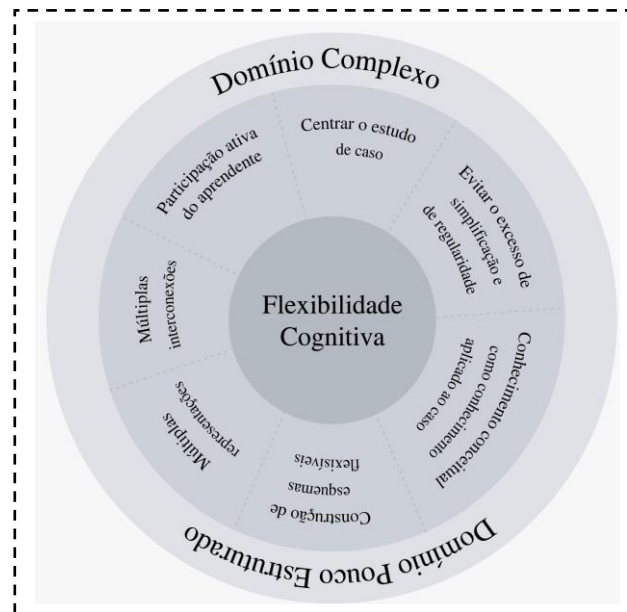 Domínio Complexo
Centrar o estudo
de caso
Evitar o excesso de
simplificação e
de regularidade
Conhecimento conceitual
como conhecimento
aplicado ao caso
Construção de
esquemas
flexisíveis
Múltiplas
representações
Múltiplas
interconexões
Participação ativa
do aprendente
Flexibilidade
Cognitiva
Domínio Pouco Estruturado